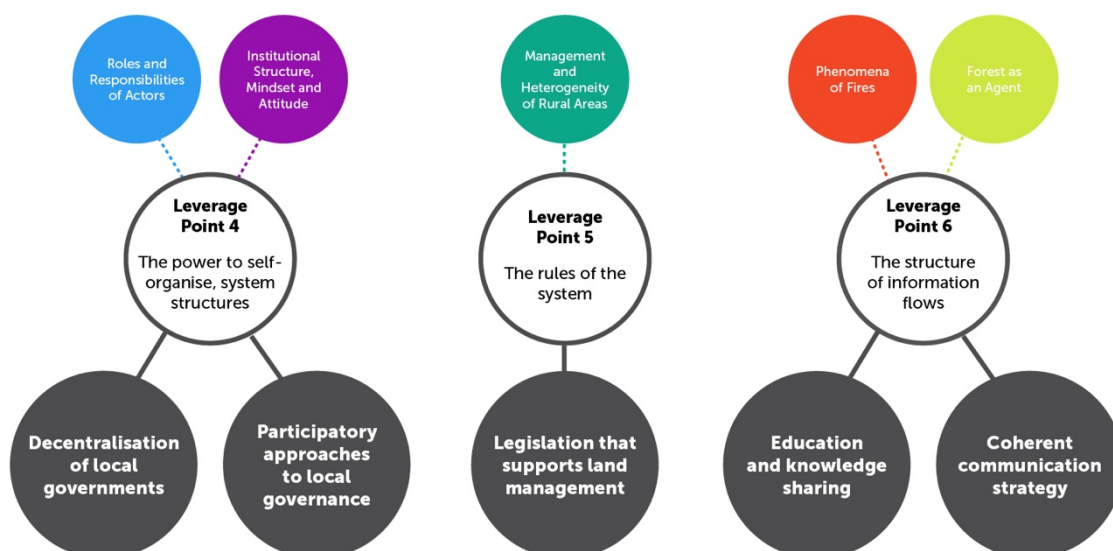 Roles and
Responsibilities
of Actors
Institutional
Structure,
Mindset and
Attitude
Management
and
Heterogeneity
of Rural Areas
Phenomena
of Fires
Forest as
an Agent
Leverage
Point 4
The power to self-
organise, system
structures
Leverage
Point 5
The rules of the
system
Leverage
Point 6
The structure
of information
flows
Decentralisation
of local
governments
Participatory
approaches
to local
governance
Legislation that
supports land
management
Education
and knowledge
sharing
Coherent
communication
strategy